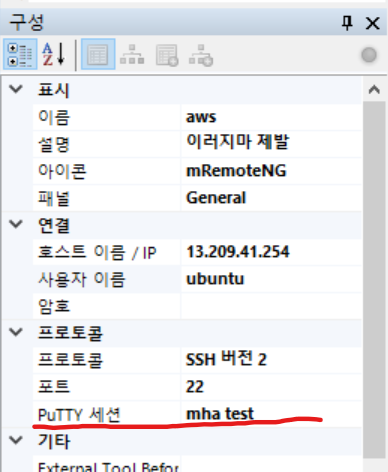 구성
표시
이름 aws
설명 이러지마 제발
아이콘 mRemoteNG
패널 General
연결
호스트 이름 / IP 13.209.41.254
사용자 이름 ubuntu
암호
프로토콜
프로토콜 SSH 버전 2
포트 22
PuTTY 세션 mha test
기타
External Tool Befor